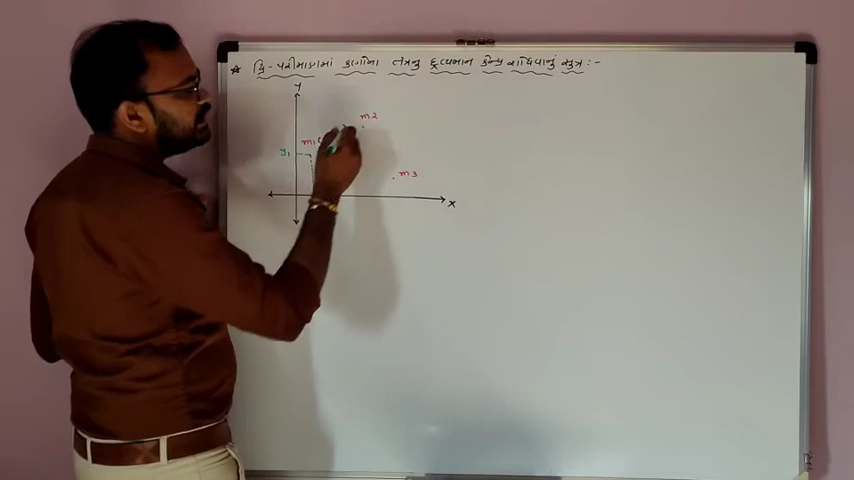 * દ્વિ-પરીમાણમાં કણોના તંત્રનુ દ્રવ્યમાન કેન્દ્ર શોધવાનું સુત્ર :-
Y
m2
m1 (
y1
m3
X